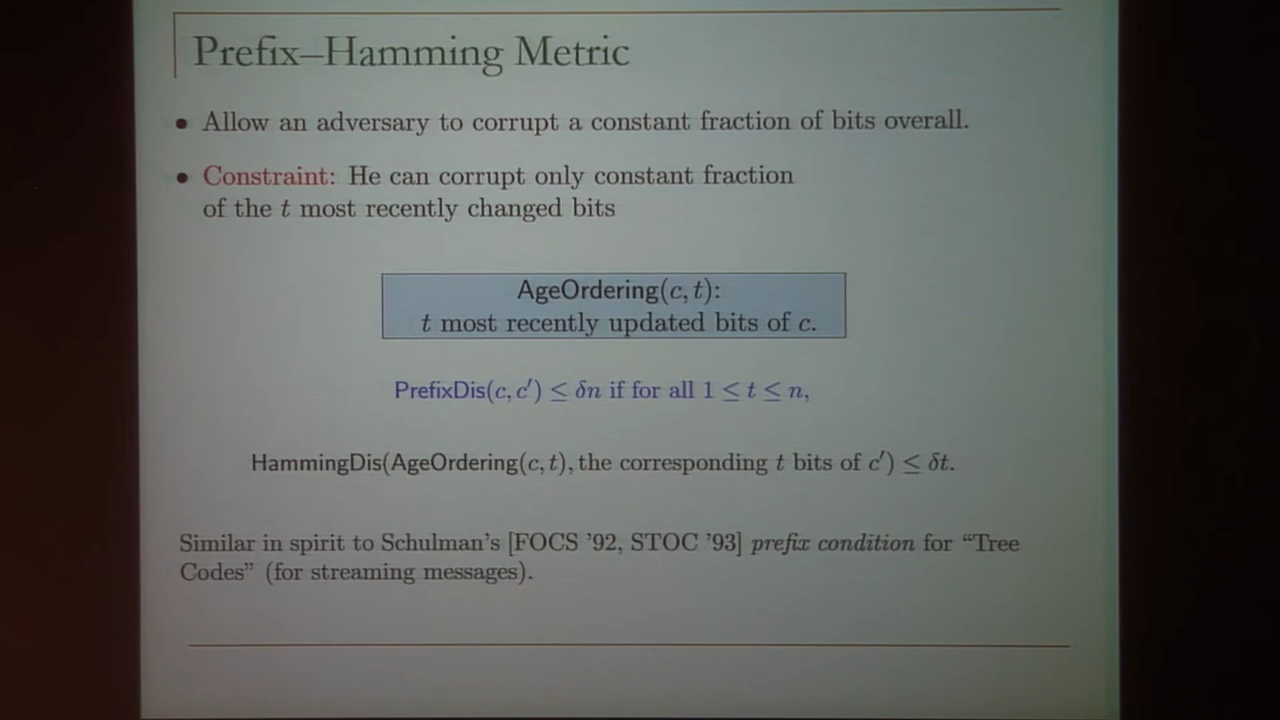 Prefix–Hamming Metric
• Allow an adversary to corrupt a constant fraction of bits overall.
• Constraint: He can corrupt only constant fraction
of the t most recently changed bits
AgeOrdering(c, t):
t most recently updated bits of c.
PrefixDis(c, c′) ≤ δn if for all 1 ≤ t ≤ n,
HammingDis(AgeOrdering(c, t), the corresponding t bits of c′) ≤ δt.
Similar in spirit to Schulman's [FOCS '92, STOC '93] prefix condition for “Tree
Codes” (for streaming messages).